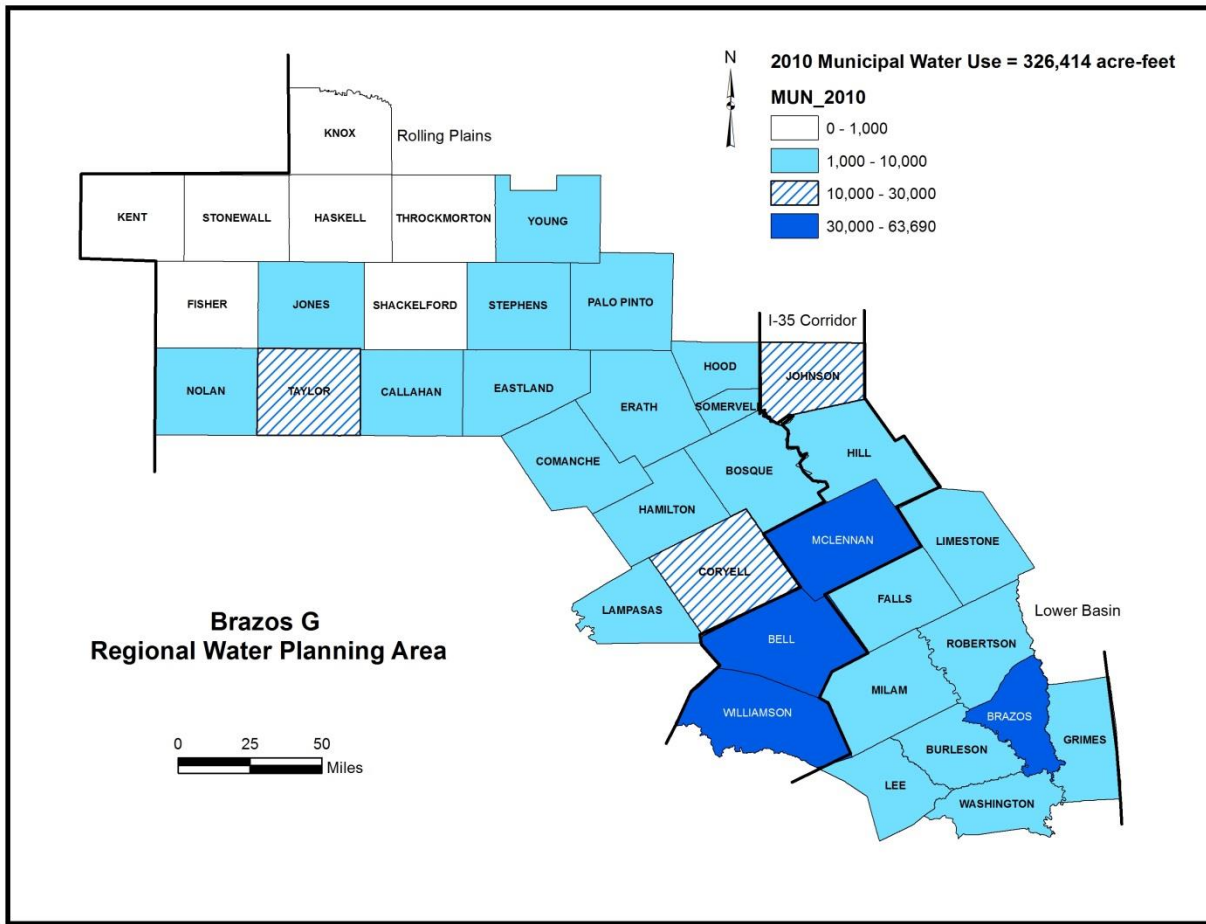 N
2010 Municipal Water Use = 326,414 acre-feet
MUN_2010
0 - 1,000
1,000 - 10,000
10,000 - 30,000
30,000 - 63,690
KNOX
Rolling Plains
KENT
STONEWALL
HASKELL
THROCKMORTON
YOUNG
FISHER
JONES
SHACKELFORD
STEPHENS
PALO PINTO
I-35 Corridor
NOLAN
TAYLOR
CALLAHAN
EASTLAND
ERATH
HOOD
JOHNSON
SOMERVELL
COMANCHE
BOSQUE
HILL
HAMILTON
MCLENNAN
LIMESTONE
CORYELL
LAMPASAS
FALLS
Lower Basin
BELL
ROBERTSON
MILAM
WILLIAMSON
BRAZOS
GRIMES
BURLESON
LEE
WASHINGTON
Brazos G
Regional Water Planning Area
0 25 50
Miles